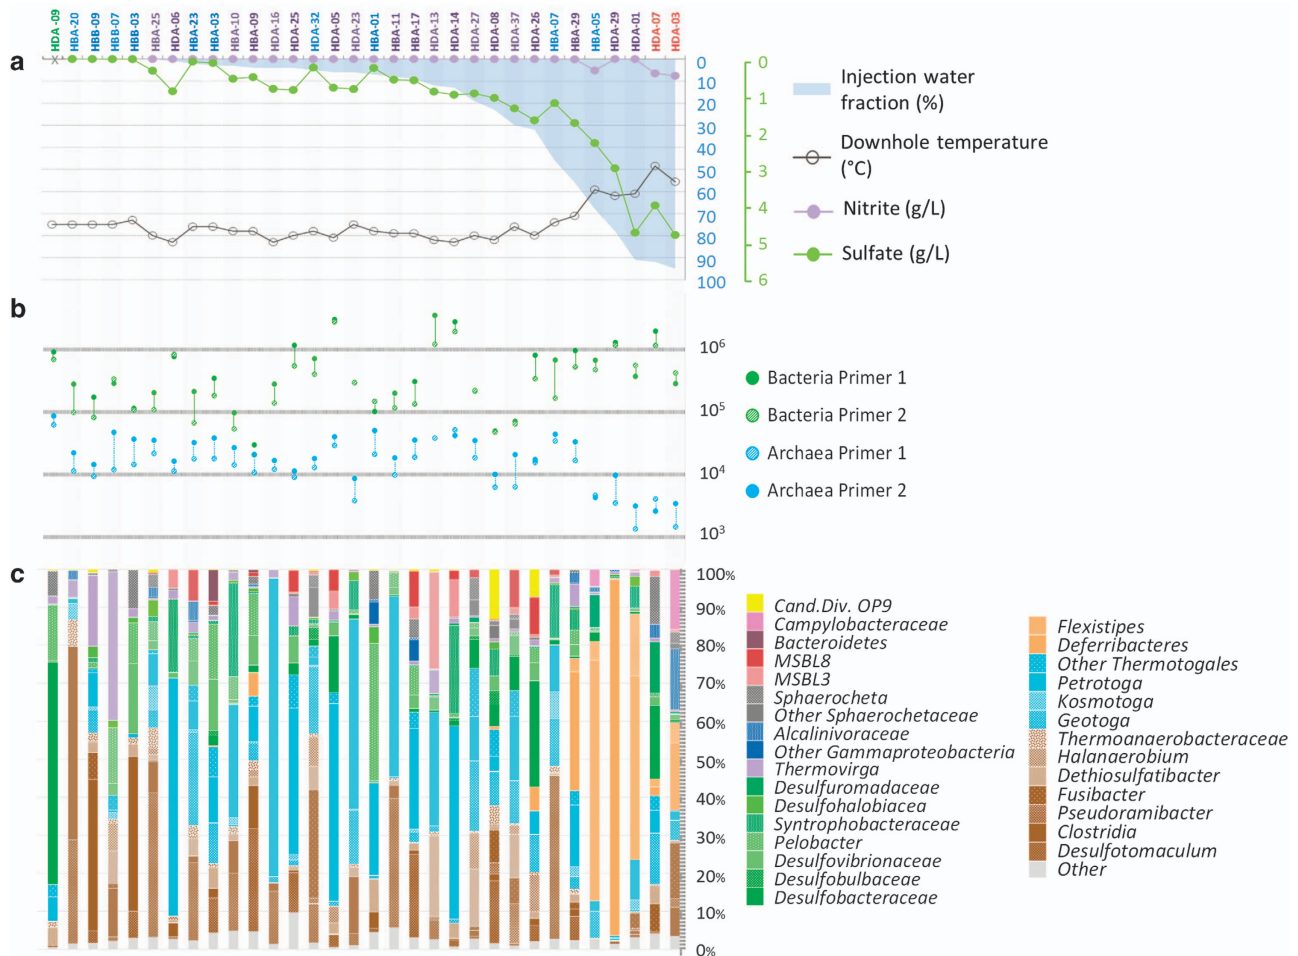 HDA -09
HBA-20
HBB-09
HBB-07
HBB-03
HBA-25
HDA-06
HBA-23
HBA-03
HBA-10
HBA-09
HDA-16
HDA-25
HDA-32
HDA-05
HDA-23
HBA-01
HBA-11
HBA-17
HDA-13
HDA-14
HDA-27
HDA-08
HDA-37
HDA-26
HBA-07
HBA-29
HBA-05
HDA-29
HDA-01
HDA-07
HDA-03
a
X
0
10
20
30
40
50
60
70
80
90
100
0
1
2
3
4
5
6
Injection water
fraction (%)
Downhole temperature
(°C)
Nitrite (g/L)
Sulfate (g/L)
b
10⁶
10⁵
10⁴
10³
Bacteria Primer 1
Bacteria Primer 2
Archaea Primer 1
Archaea Primer 2
c
100%
90%
80%
70%
60%
50%
40%
30%
20%
10%
0%
Cand.Div. OP9
Campylobacteraceae
Bacteroidetes
MSBL8
MSBL3
Sphaerocheta
Other Sphaerochetaceae
Alcalinivoraceae
Other Gammaproteobacteria
Thermovirga
Desulfuromadaceae
Desulfohalobiacea
Syntrophobacteraceae
Pelobacter
Desulfovibrionaceae
Desulfobulbaceae
Desulfobacteraceae
Flexistipes
Deferribacteres
Other Thermotogales
Petrotoga
Kosmotoga
Geotoga
Thermoanaerobacteraceae
Halanaerobium
Dethiosulfatibacter
Fusibacter
Pseudoramibacter
Clostridia
Desulfotomaculum
Other